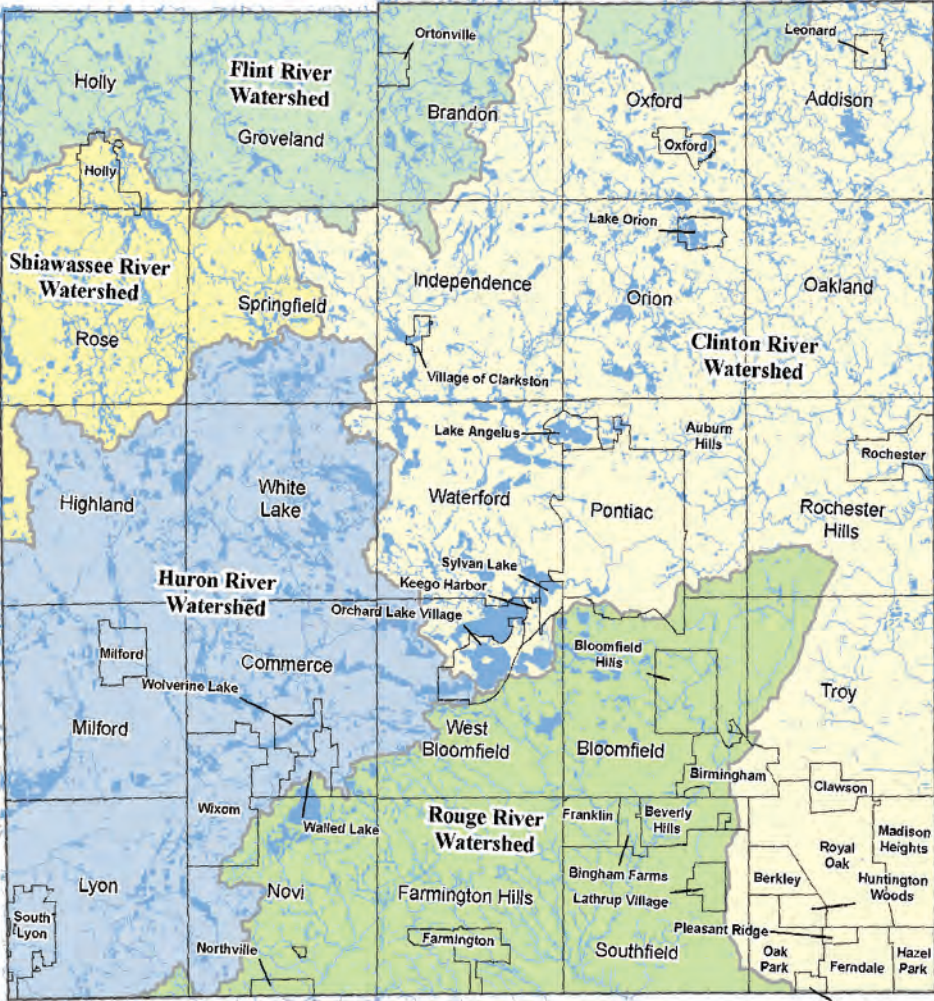 Ortonville
Leonard
Holly
Flint River
Watershed
Groveland
Brandon
Oxford
Addison
Oxford
Holly
Lake Orion
Shiawassee River
Watershed
Springfield
Independence
Orion
Oakland
Rose
Clinton River
Watershed
Village of Clarkston
Lake Angelus
Auburn
Hills
Rochester
Highland
White
Lake
Waterford
Pontiac
Rochester
Hills
Sylvan Lake
Keego Harbor
Huron River
Watershed
Orchard Lake Village
Milford
Commerce
Bloomfield
Hills
Wolverine Lake
Troy
Milford
West
Bloomfield
Bloomfield
Birmingham
Clawson
Wixom
Walled Lake
Rouge River
Watershed
Franklin
Beverly
Hills
Madison
Heights
Royal
Oak
Bingham Farms
Berkley
Huntington
Woods
Lyon
Novi
Farmington Hills
Lathrup Village
South
Lyon
Pleasant Ridge
Northville
Farmington
Southfield
Oak
Park
Ferndale
Hazel
Park